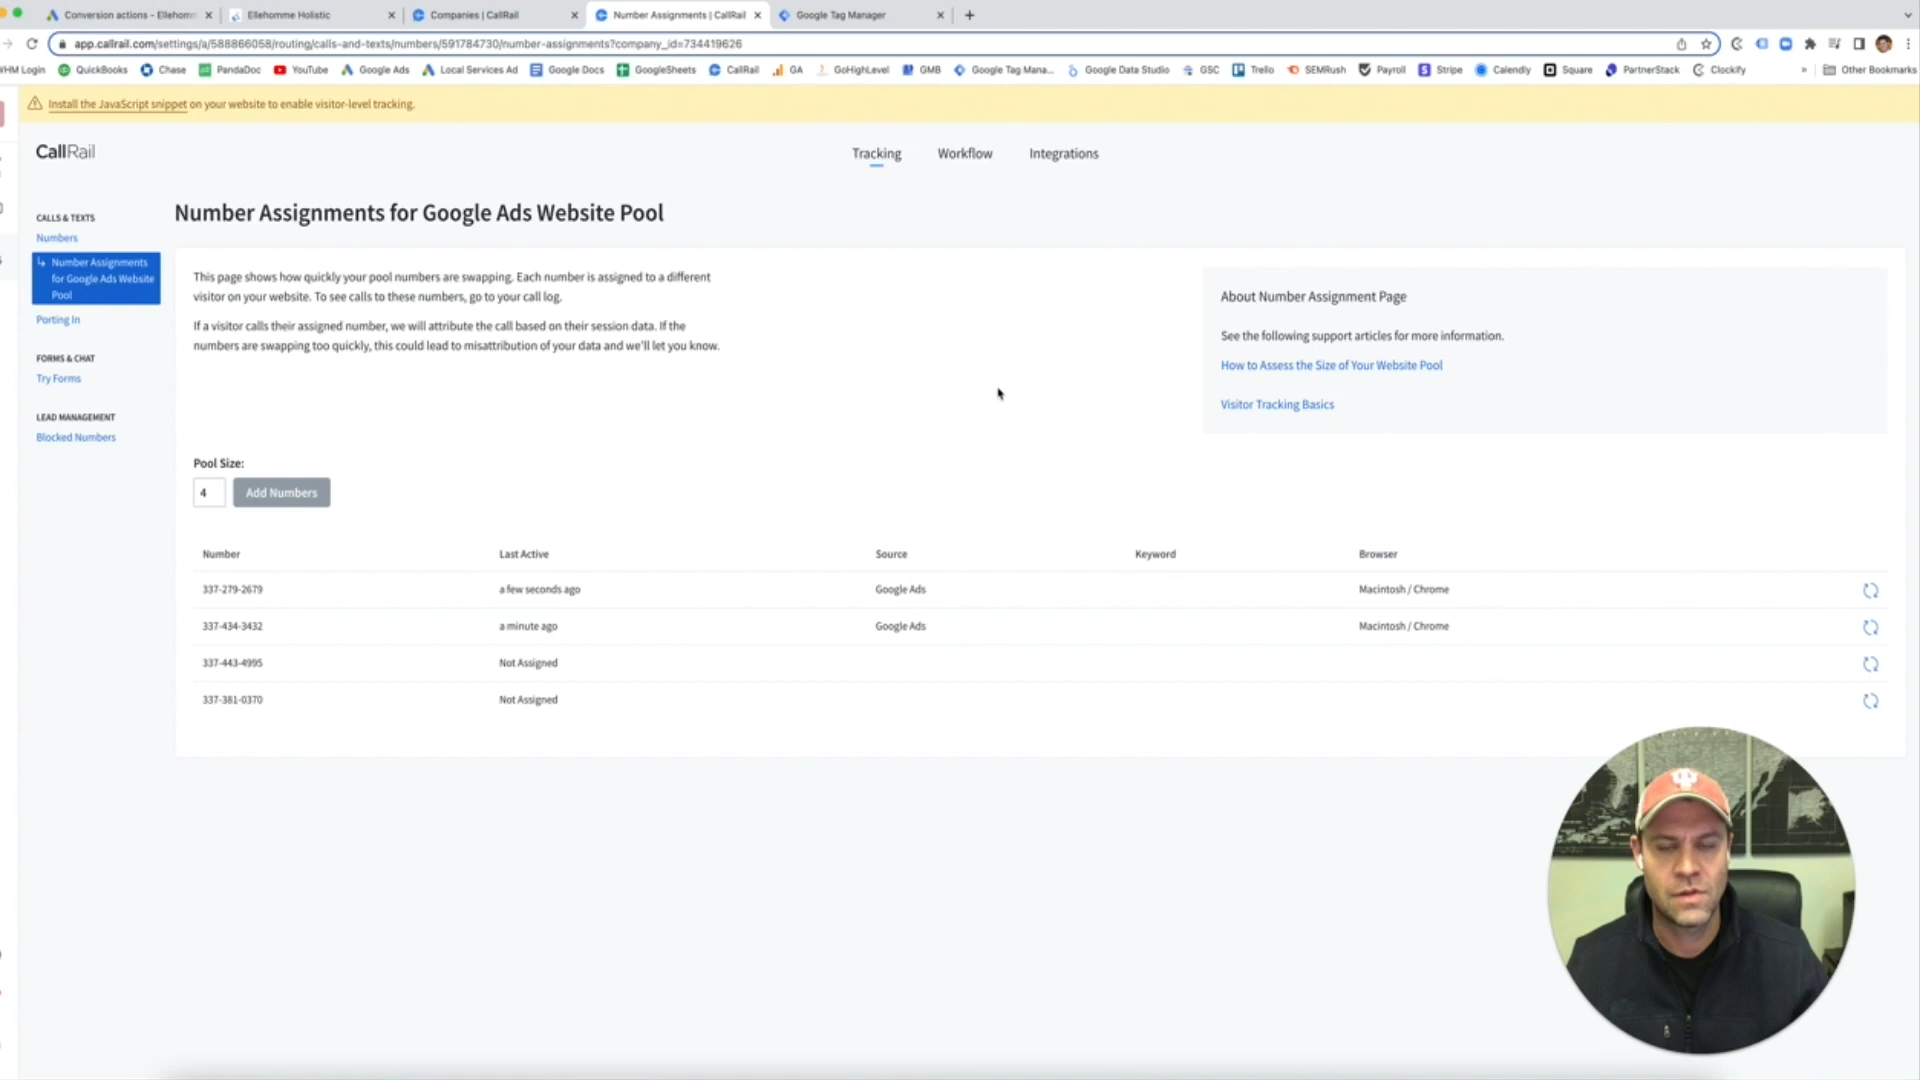 Conversion actions - Ellehomm
Ellehomme Holistic
Companies | CallRail
Number Assignments | CallRail
Google Tag Manager
app.callrail.com/settings/a/588866058/routing/calls-and-texts/numbers/591784730/number-assignments?company_id=734419626
WHM Login
QuickBooks
Chase
PandaDoc
YouTube
Google Ads
Local Services Ad
Google Docs
GoogleSheets
CallRail
GA
GoHighLevel
GMB
Google Tag Mana...
Google Data Studio
GSC
Trello
SEMRush
Payroll
Stripe
Calendly
Square
PartnerStack
Clockify
»
Other Bookmarks
Install the JavaScript snippet on your website to enable visitor-level tracking.
CallRail
Tracking
Workflow
Integrations
CALLS & TEXTS
Numbers
Number Assignments
for Google Ads Website
Pool
Porting In
FORMS & CHAT
Try Forms
LEAD MANAGEMENT
Blocked Numbers
Number Assignments for Google Ads Website Pool
This page shows how quickly your pool numbers are swapping. Each number is assigned to a different
visitor on your website. To see calls to these numbers, go to your call log.
If a visitor calls their assigned number, we will attribute the call based on their session data. If the
numbers are swapping too quickly, this could lead to misattribution of your data and we'll let you know.
About Number Assignment Page
See the following support articles for more information.
How to Assess the Size of Your Website Pool
Visitor Tracking Basics
Pool Size:
4
Add Numbers
Number Last Active Source Keyword Browser
337-279-2679 a few seconds ago Google Ads Macintosh / Chrome
337-434-3432 a minute ago Google Ads Macintosh / Chrome
337-443-4995 Not Assigned
337-381-0370 Not Assigned